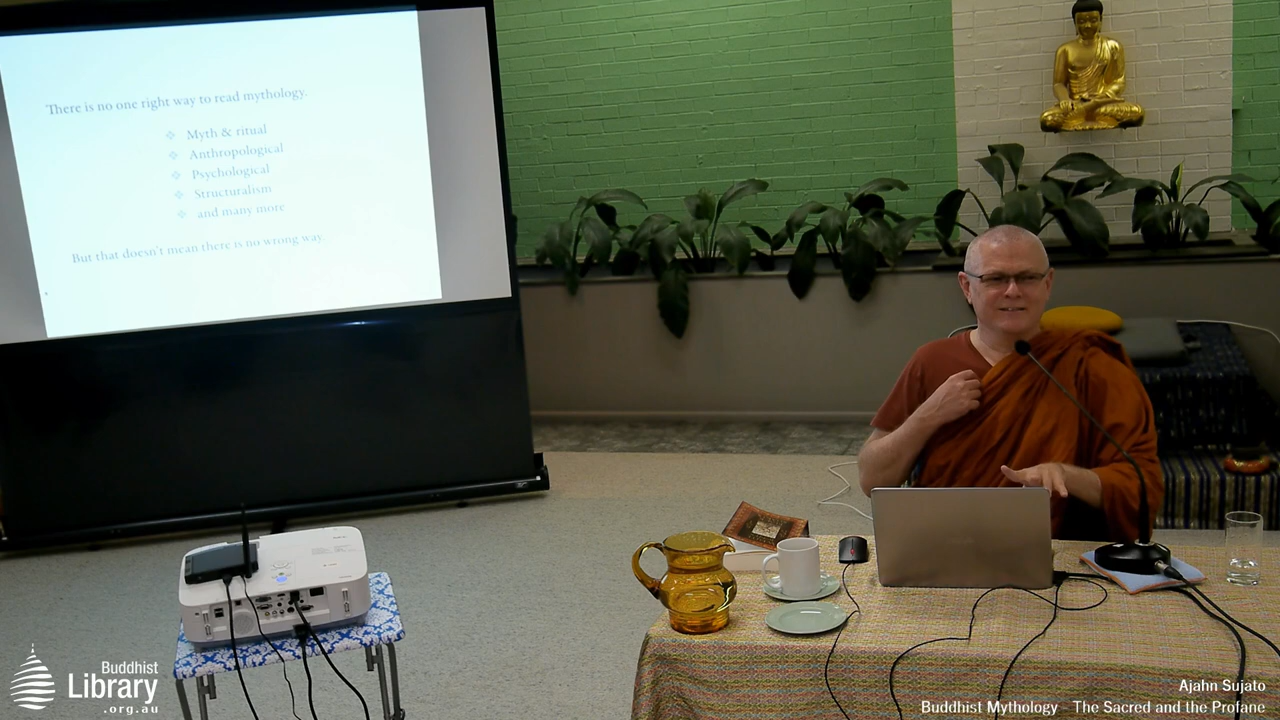 There is no one right way to read mythology.
❖ Myth & ritual
❖ Anthropological
❖ Psychological
❖ Structuralism
❖ and many more
But that doesn't mean there is no wrong way.
Buddhist
Library
.org.au
Ajahn Sujato
Buddhist Mythology The Sacred and the Profane